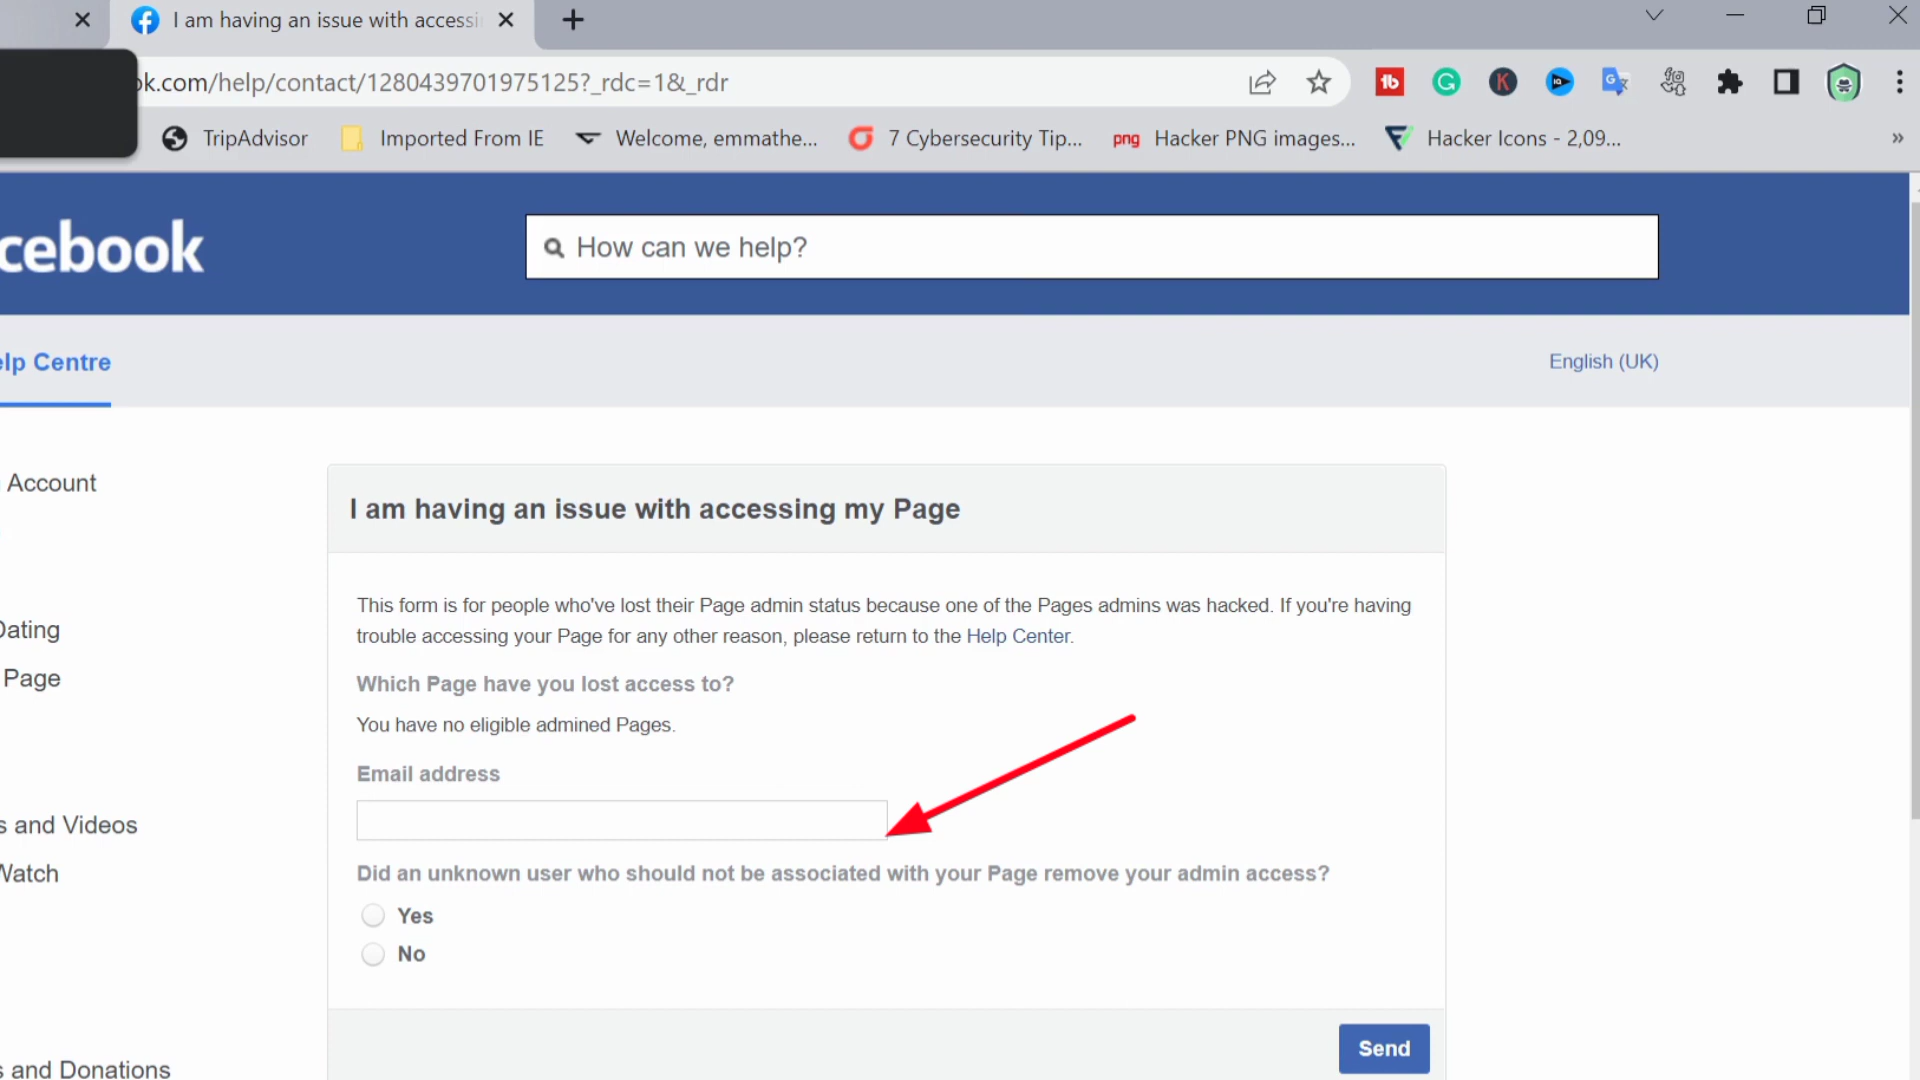 I am having an issue with accessi
ok.com/help/contact/1280439701975125?_rdc=1&_rdr
TripAdvisor
Imported From IE
Welcome, emmathe...
7 Cybersecurity Tip...
png
Hacker PNG images...
Hacker Icons - 2,09...
»
cebook
How can we help?
elp Centre
English (UK)
Account
Dating
Page
s and Videos
Watch
s and Donations
I am having an issue with accessing my Page
This form is for people who've lost their Page admin status because one of the Pages admins was hacked. If you're having
trouble accessing your Page for any other reason, please return to the Help Center.
Which Page have you lost access to?
You have no eligible admined Pages.
Email address
Did an unknown user who should not be associated with your Page remove your admin access?
Yes
No
Send